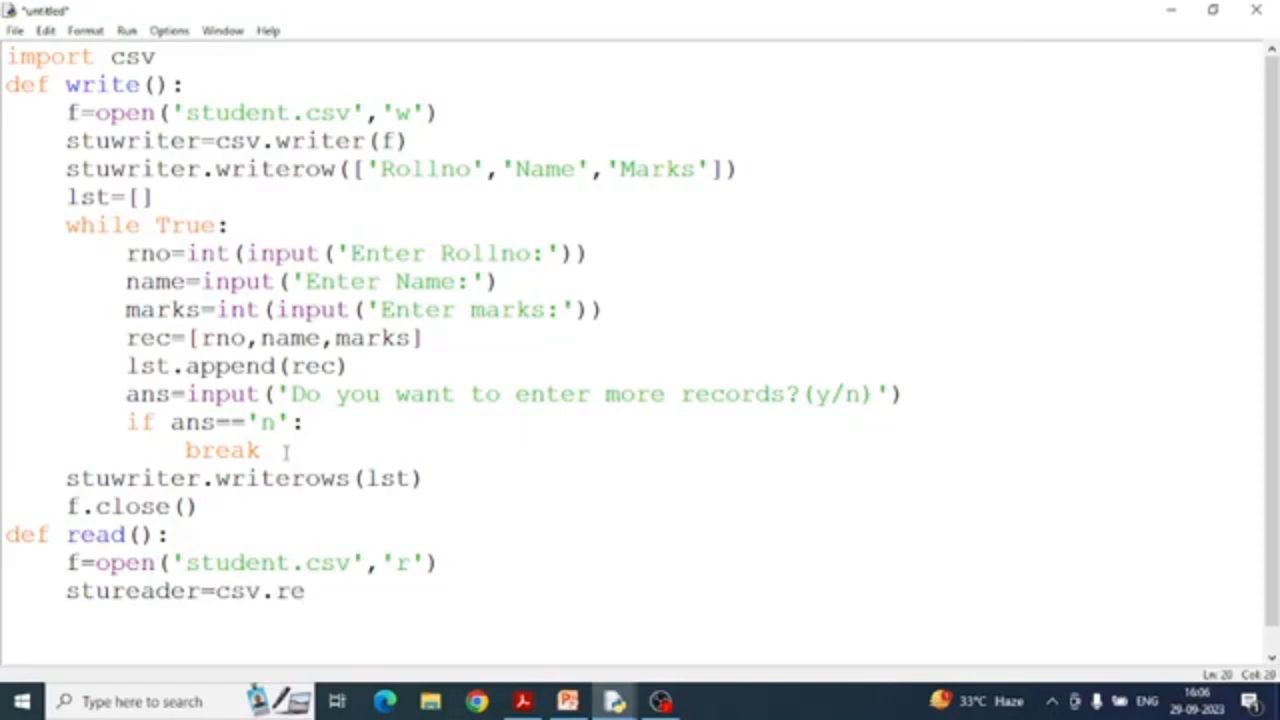 *untitled*
File Edit Format Run Options Window Help
import csv
def write():
    f=open('student.csv','w')
    stuwriter=csv.writer(f)
    stuwriter.writerow(['Rollno','Name','Marks'])
    lst=[]
    while True:
        rno=int(input('Enter Rollno:'))
        name=input('Enter Name:')
        marks=int(input('Enter marks:'))
        rec=[rno,name,marks]
        lst.append(rec)
        ans=input('Do you want to enter more records?(y/n)')
        if ans=='n':
            break
    stuwriter.writerows(lst)
    f.close()
def read():
    f=open('student.csv','r')
    stureader=csv.re
Ln: 20 Col: 20
Type here to search
33°C Haze
ENG
16:06
29-09-2023